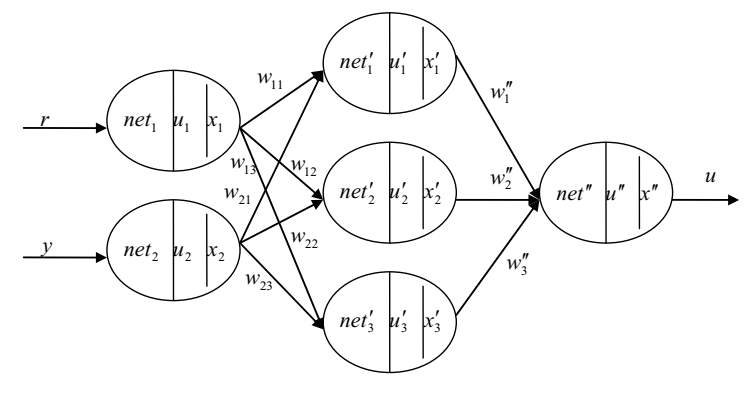 r
net₁ u₁ x₁
y
net₂ u₂ x₂
w₁₁
w₁₃
w₁₂
w₂₁
w₂₂
w₂₃
net′₁ u′₁ x′₁
net′₂ u′₂ x′₂
net′₃ u′₃ x′₃
w″₁
w″₂
w″₃
net″ u″ x″
u